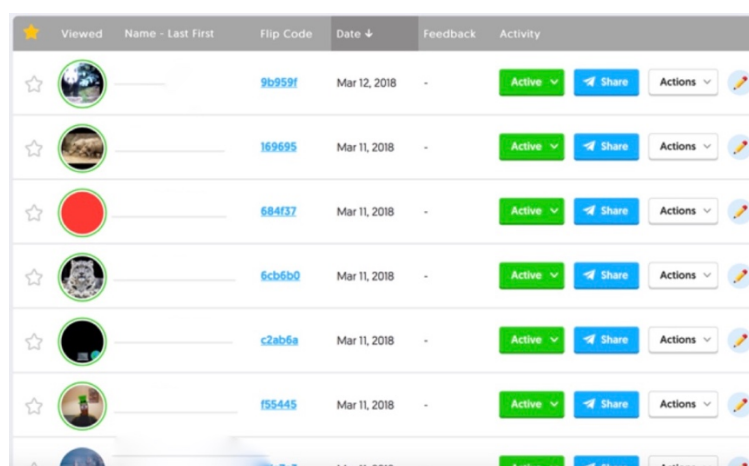 Viewed Name - Last First Flip Code Date ↓ Feedback Activity
9b959f Mar 12, 2018 - Active Share Actions
169695 Mar 11, 2018 - Active Share Actions
684f37 Mar 11, 2018 - Active Share Actions
6cb6b0 Mar 11, 2018 - Active Share Actions
c2ab6a Mar 11, 2018 - Active Share Actions
f55445 Mar 11, 2018 - Active Share Actions